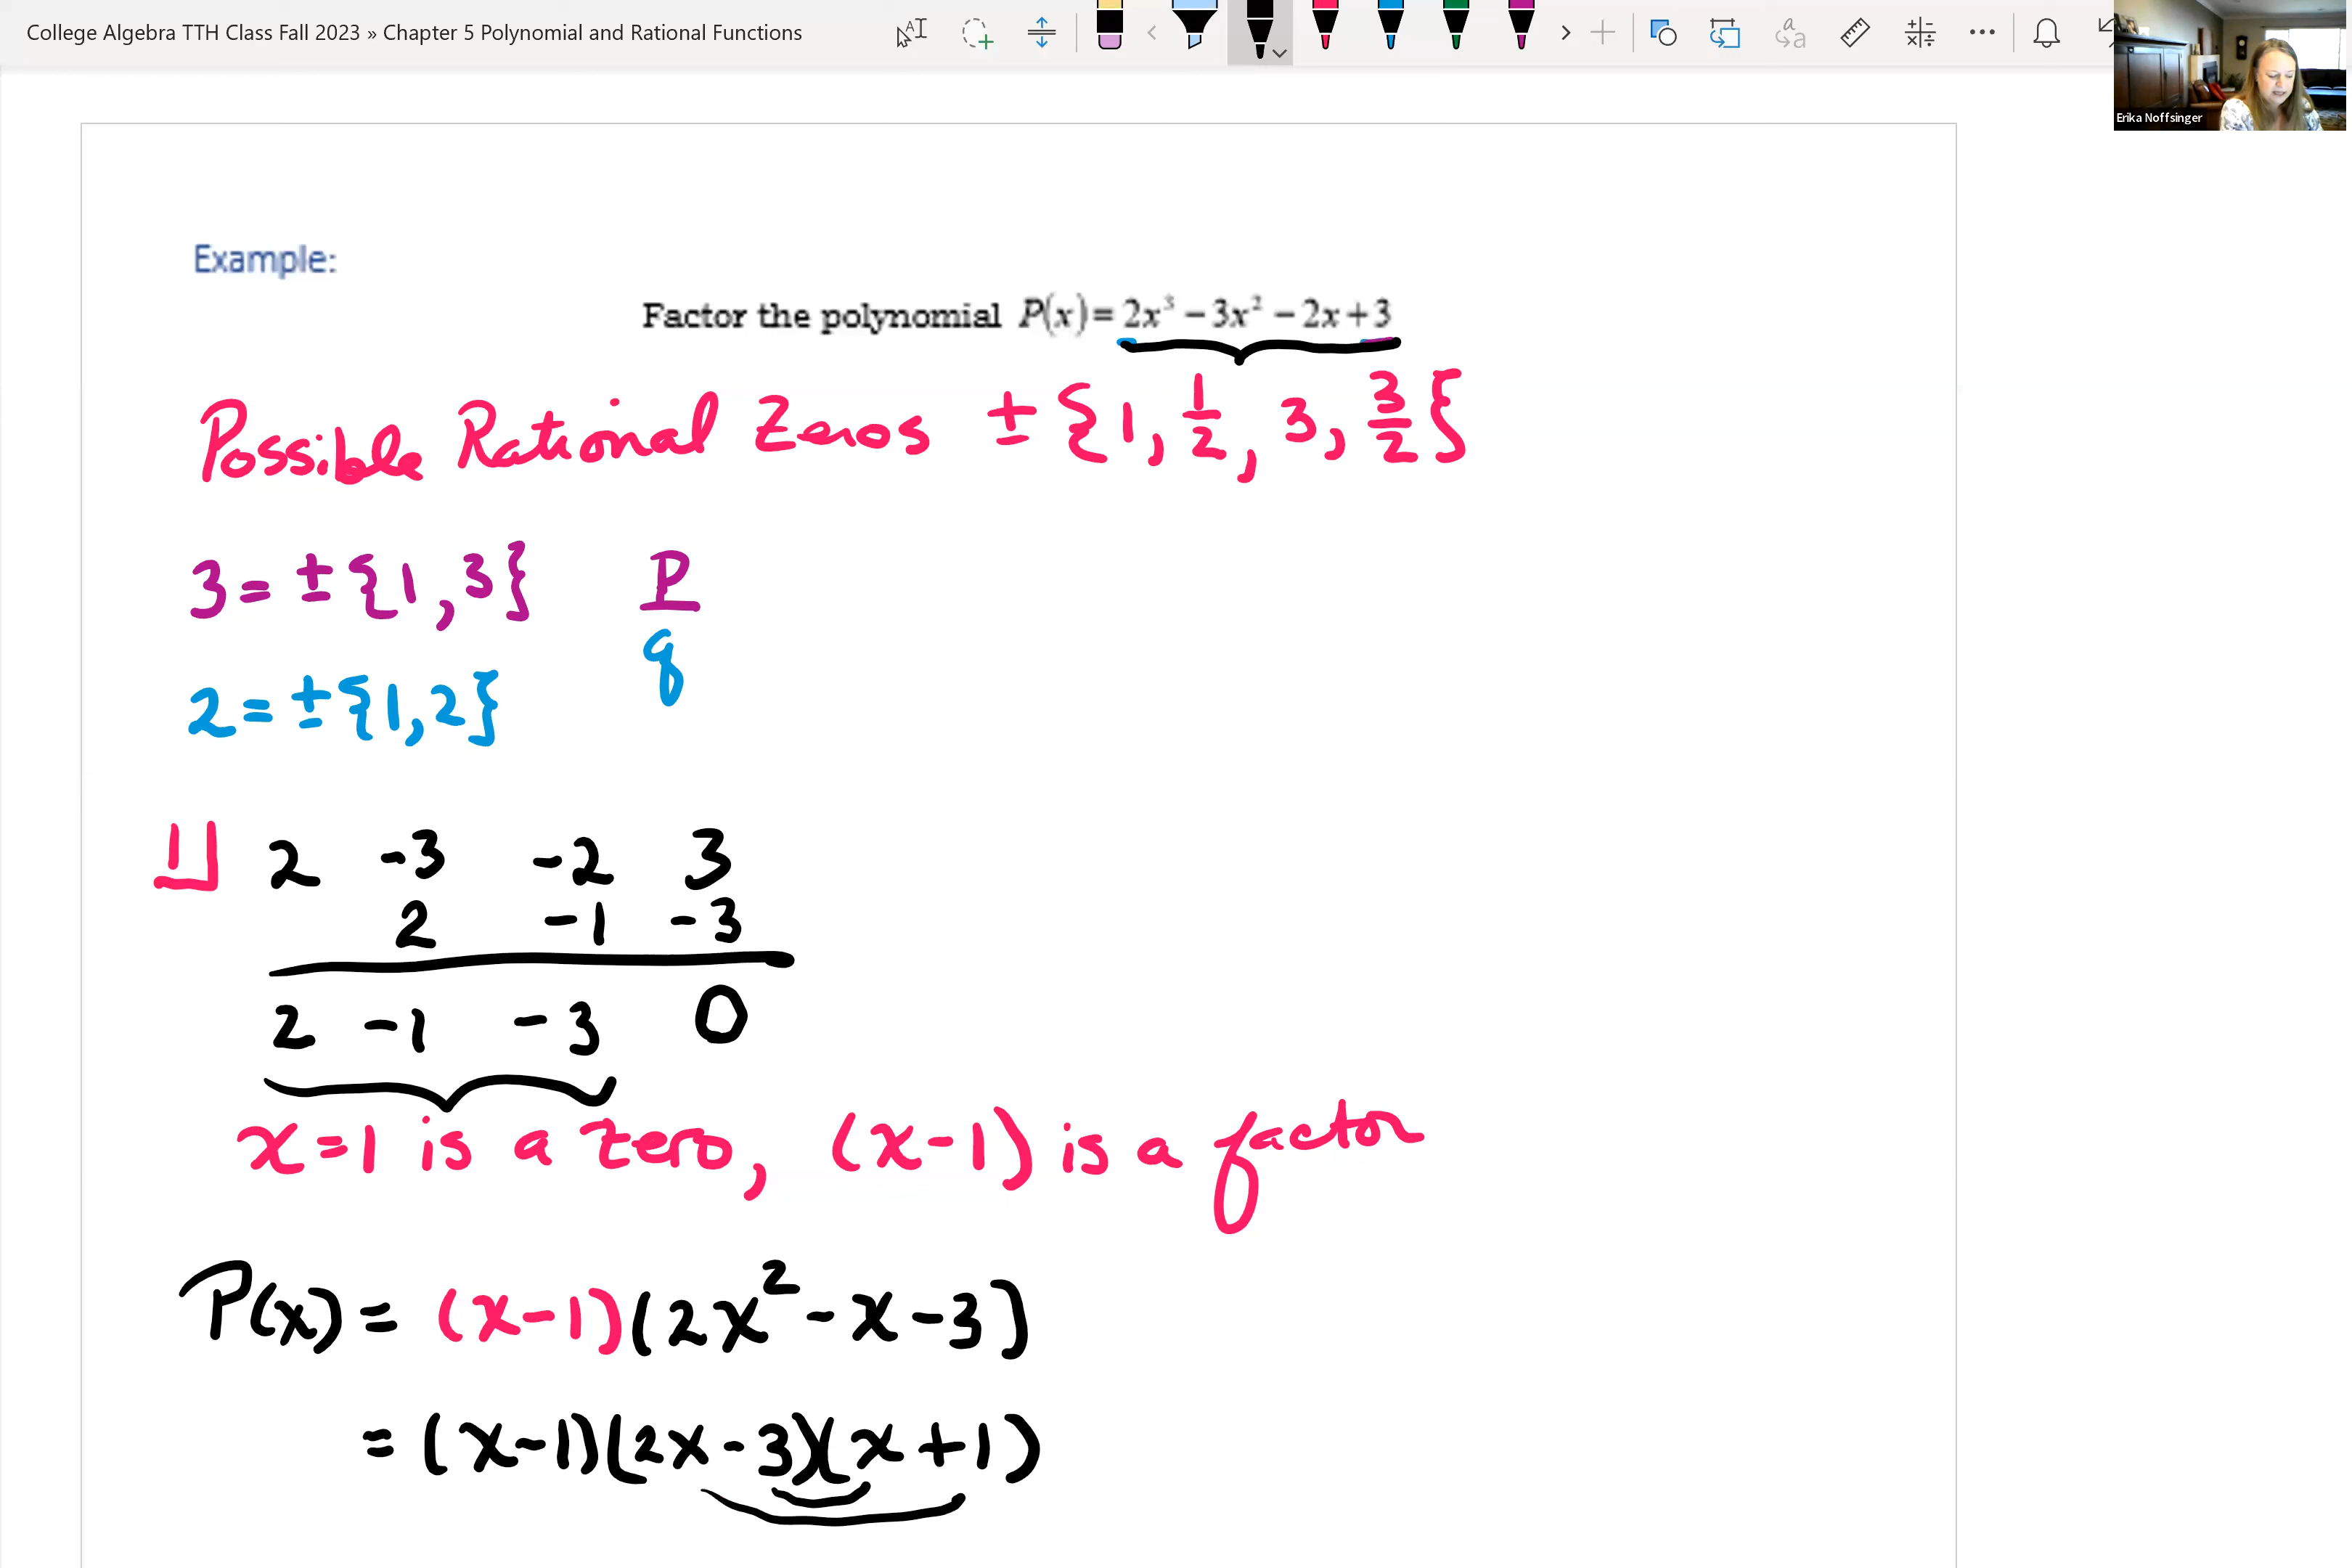 College Algebra TTH Class Fall 2023 » Chapter 5 Polynomial and Rational Functions
Erika Noffsinger
Example:
Factor the polynomial P(x) = 2x³ − 3x² − 2x + 3
Possible Rational Zeros ± {1, 1/2, 3, 3/2}
3 = ± {1, 3} P/q
2 = ± {1, 2}
1| 2 -3 -2 3
2 -1 -3
2 -1 -3 0
x=1 is a zero, (x-1) is a factor
P(x) = (x-1)(2x² - x - 3)
= (x-1)(2x-3)(x+1)